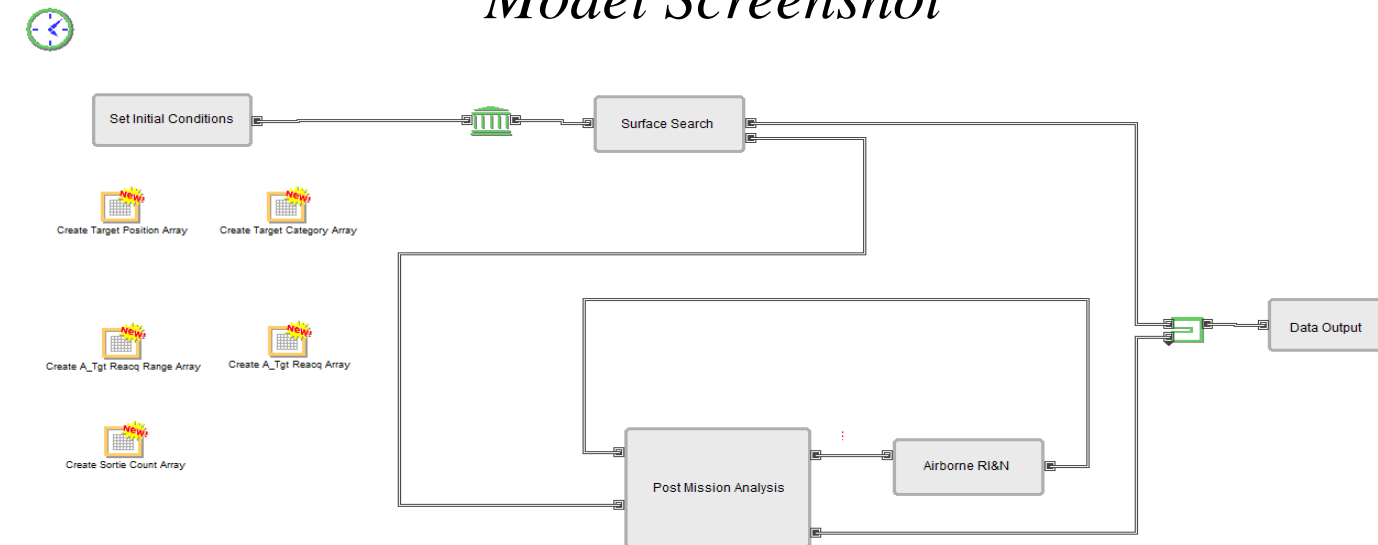 Model Screenshot
Set Initial Conditions
Surface Search
New!
New!
Create Target Position Array
Create Target Category Array
New!
New!
Create A_Tgt Reacq Range Array
Create A_Tgt Reacq Array
Data Output
New!
Create Sortie Count Array
Post Mission Analysis
Airborne RI&N